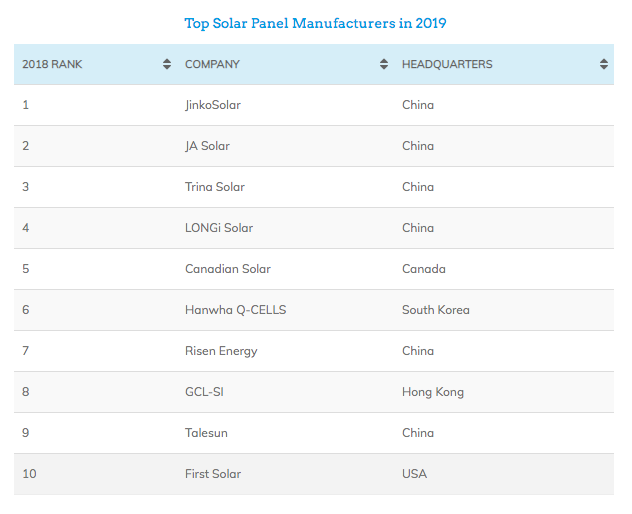 Top Solar Panel Manufacturers in 2019
2018 RANK COMPANY HEADQUARTERS
1 JinkoSolar China
2 JA Solar China
3 Trina Solar China
4 LONGi Solar China
5 Canadian Solar Canada
6 Hanwha Q-CELLS South Korea
7 Risen Energy China
8 GCL-SI Hong Kong
9 Talesun China
10 First Solar USA